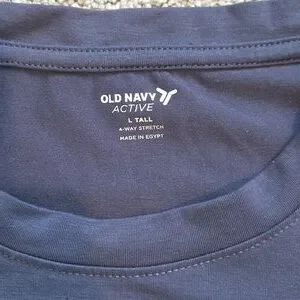 OLD NAVY
ACTIVE
L TALL
4-WAY STRETCH
MADE IN EGYPT